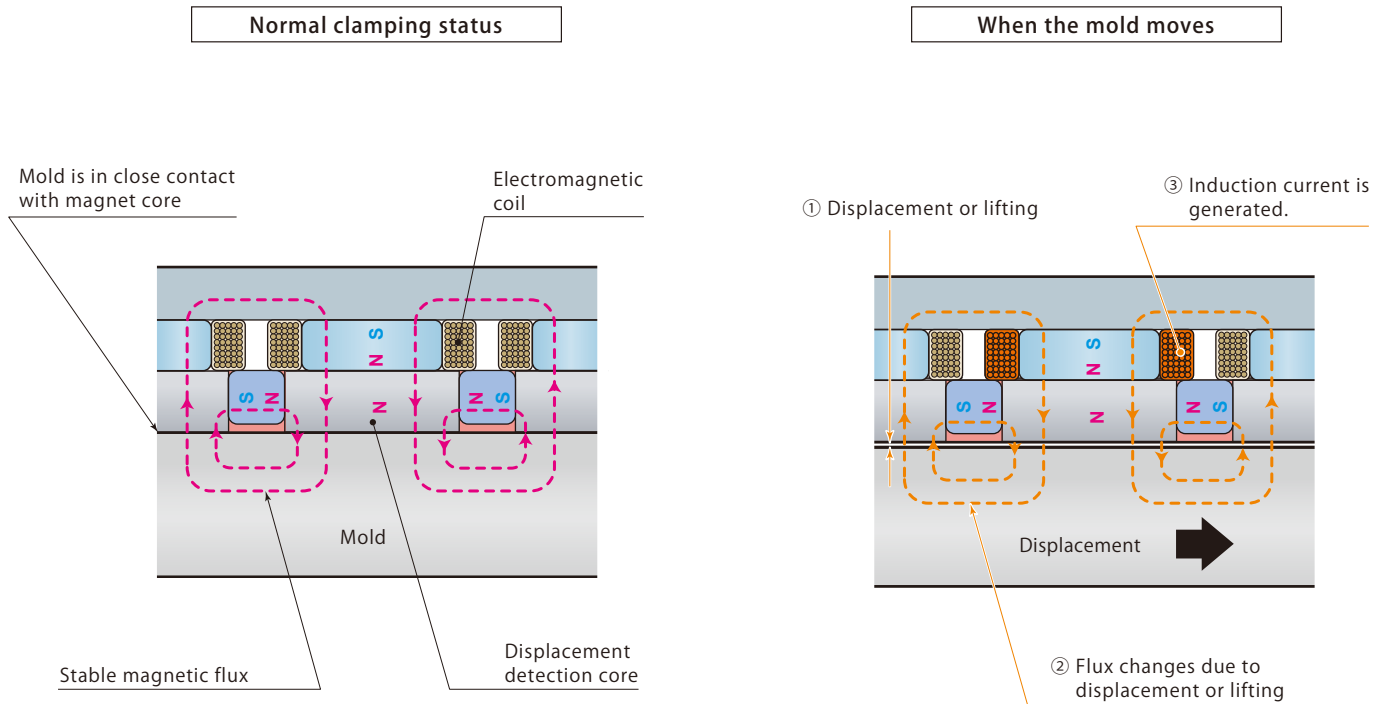 Normal clamping status
When the mold moves
Mold is in close contact
with magnet core
Electromagnetic
coil
S
N
N
S
N
N
S
Mold
Stable magnetic flux
Displacement
detection core
① Displacement or lifting
③ Induction current is
generated.
S
N
N
S
N
N
S
Displacement
② Flux changes due to
displacement or lifting